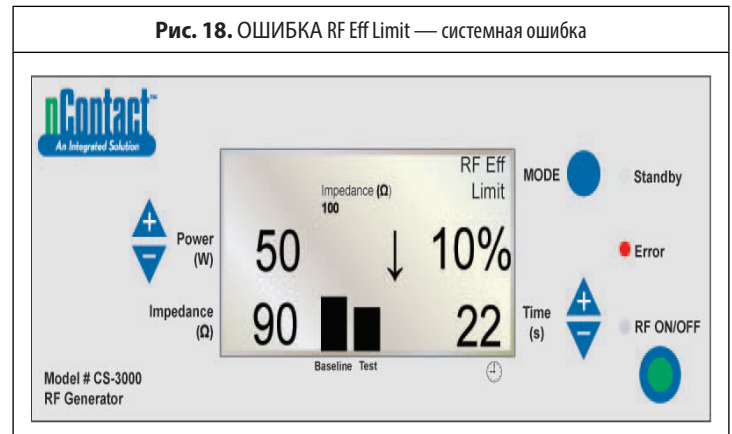 Рис. 18. ОШИБКА RF Eff Limit — системная ошибка
nContact™
An Integrated Solution
RF Eff
Limit
MODE
Standby
Impedance (Ω)
100
Power
(W)
50
↓
10%
Error
Impedance
(Ω)
90
22
Time
(s)
RF ON/OFF
Baseline Test
Model # CS-3000
RF Generator